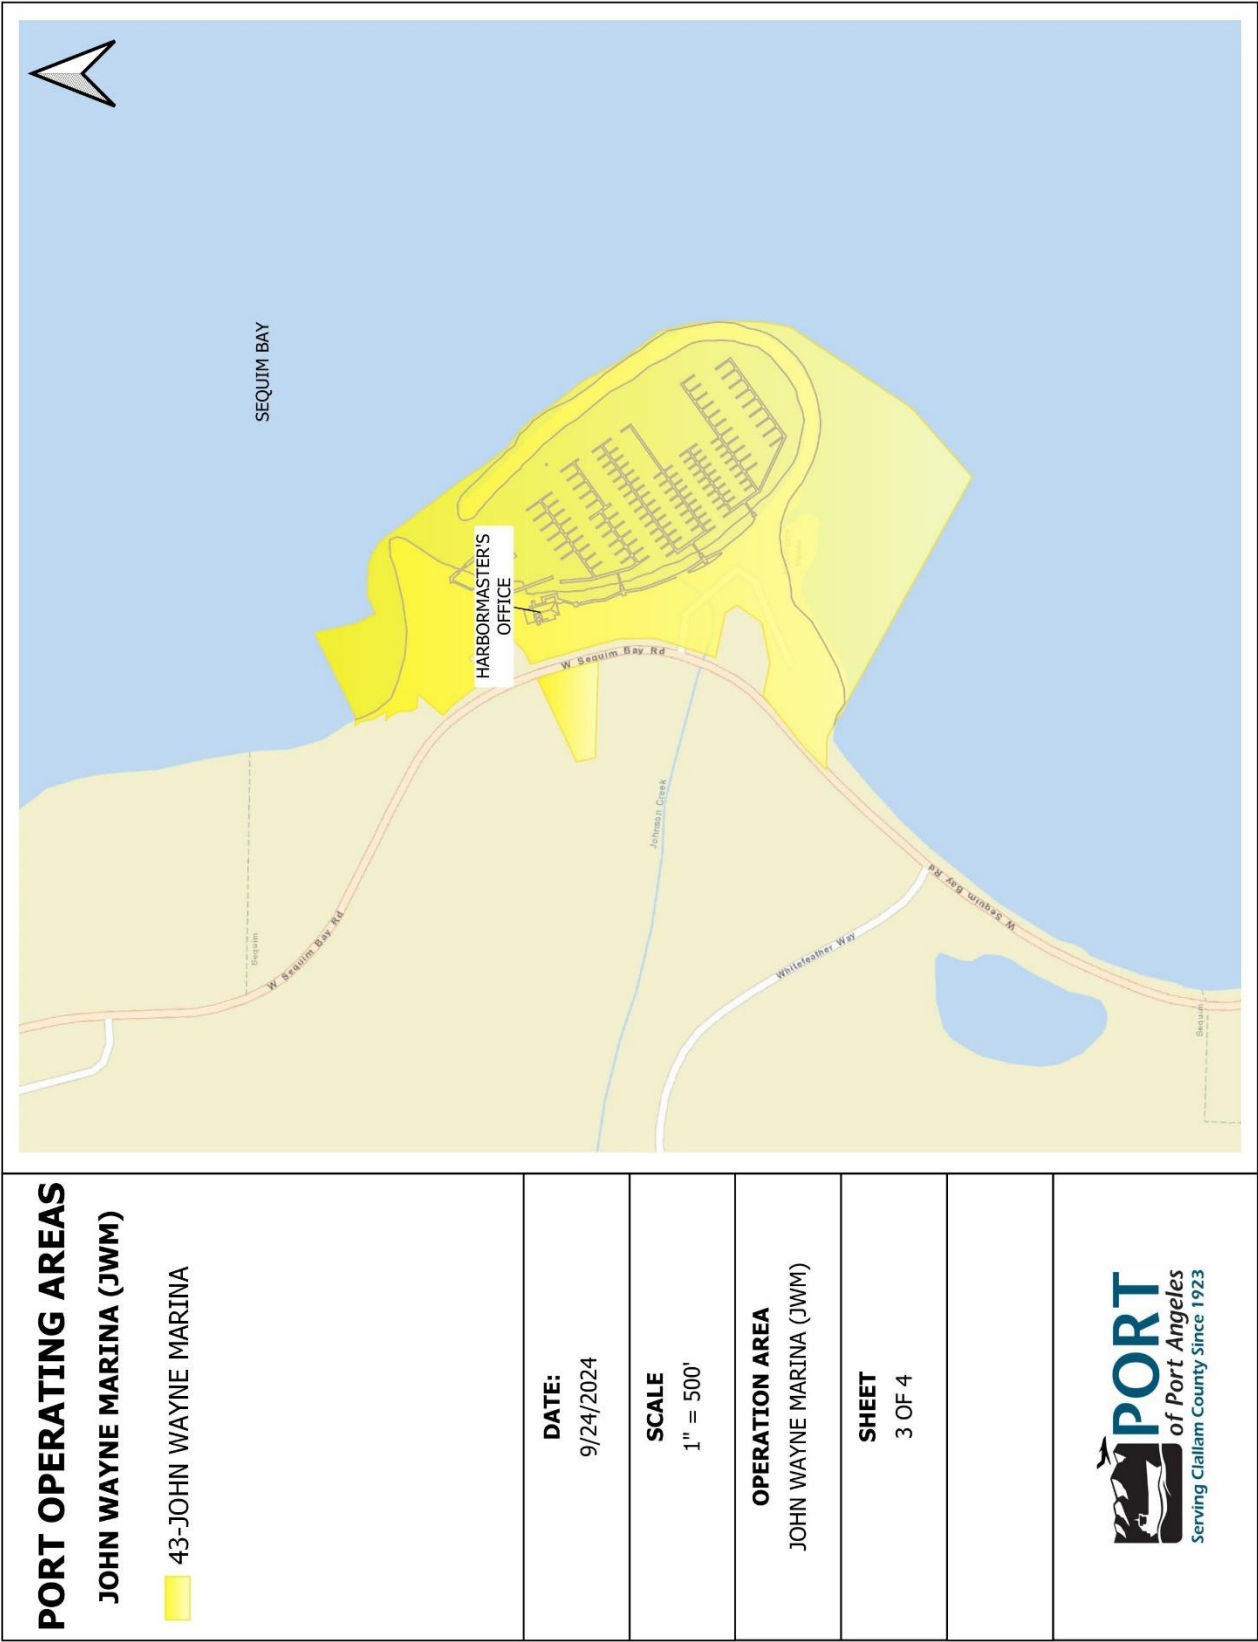 PORT OPERATING AREAS
JOHN WAYNE MARINA (JWM)
43-JOHN WAYNE MARINA
DATE:
9/24/2024
SCALE
1" = 500'
OPERATION AREA
JOHN WAYNE MARINA (JWM)
SHEET
3 OF 4
PORT
of Port Angeles
Serving Clallam County Since 1923
SEQUIM BAY
HARBORMASTER'S
OFFICE
W Sequim Bay Rd
Sequim
W Sequim Bay Rd
Johnson Creek
Whitefeather Way
W Sequim Bay Rd
Sequim